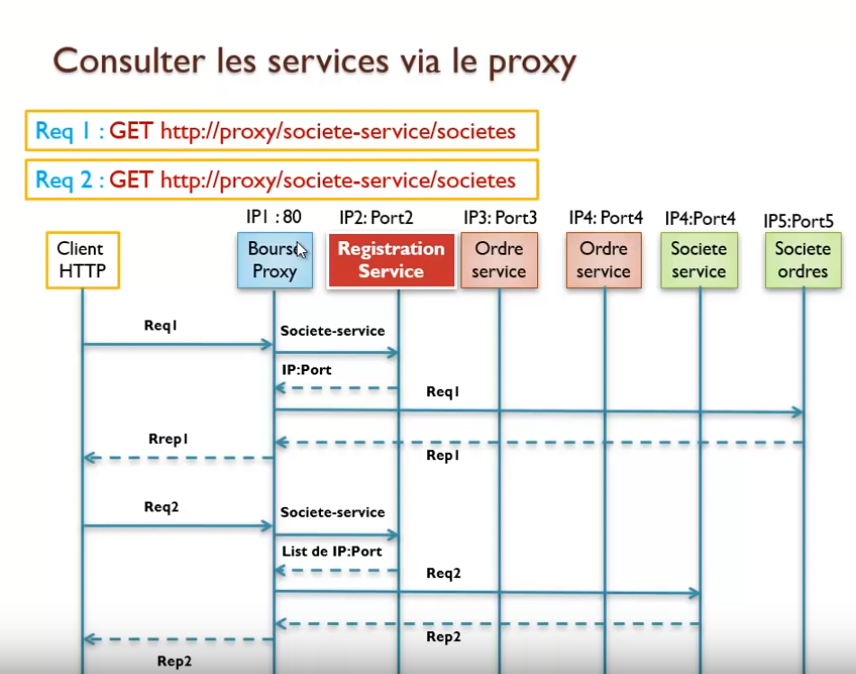 Consulter les services via le proxy
Req 1 : GET http://proxy/societe-service/societes
Req 2 : GET http://proxy/societe-service/societes
IP1 : 80
IP2: Port2
IP3: Port3
IP4: Port4
IP4:Port4
IP5:Port5
Client
HTTP
Bourse
Proxy
Registration
Service
Ordre
service
Ordre
service
Societe
service
Societe
ordres
Req1
Societe-service
IP:Port
Req1
Rrep1
Rep1
Req2
Societe-service
List de IP:Port
Req2
Rep2
Rep2